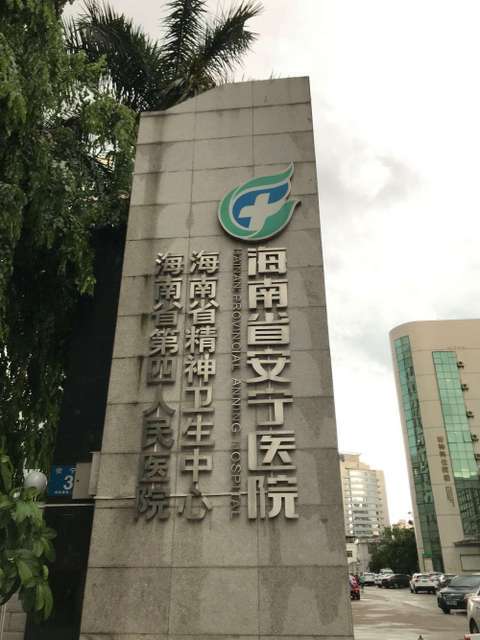 海南省安宁医院
HAINAN PROVINCIAL ANNING HOSPITAL
海南省精神卫生中心
海南省第四人民医院
3